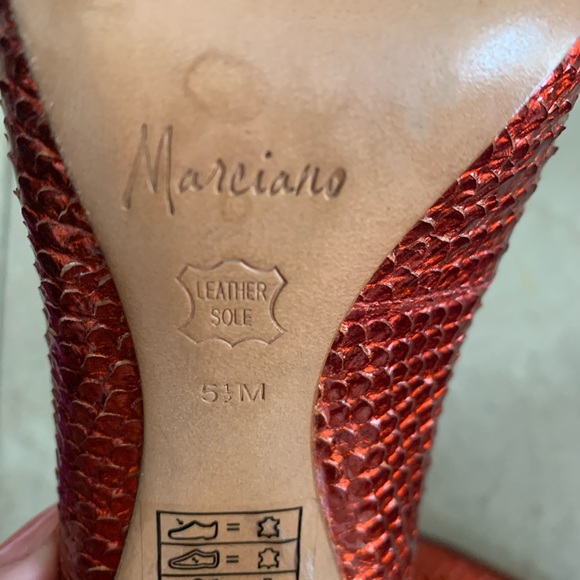 Marciano
LEATHER
SOLE
5½M
=
=